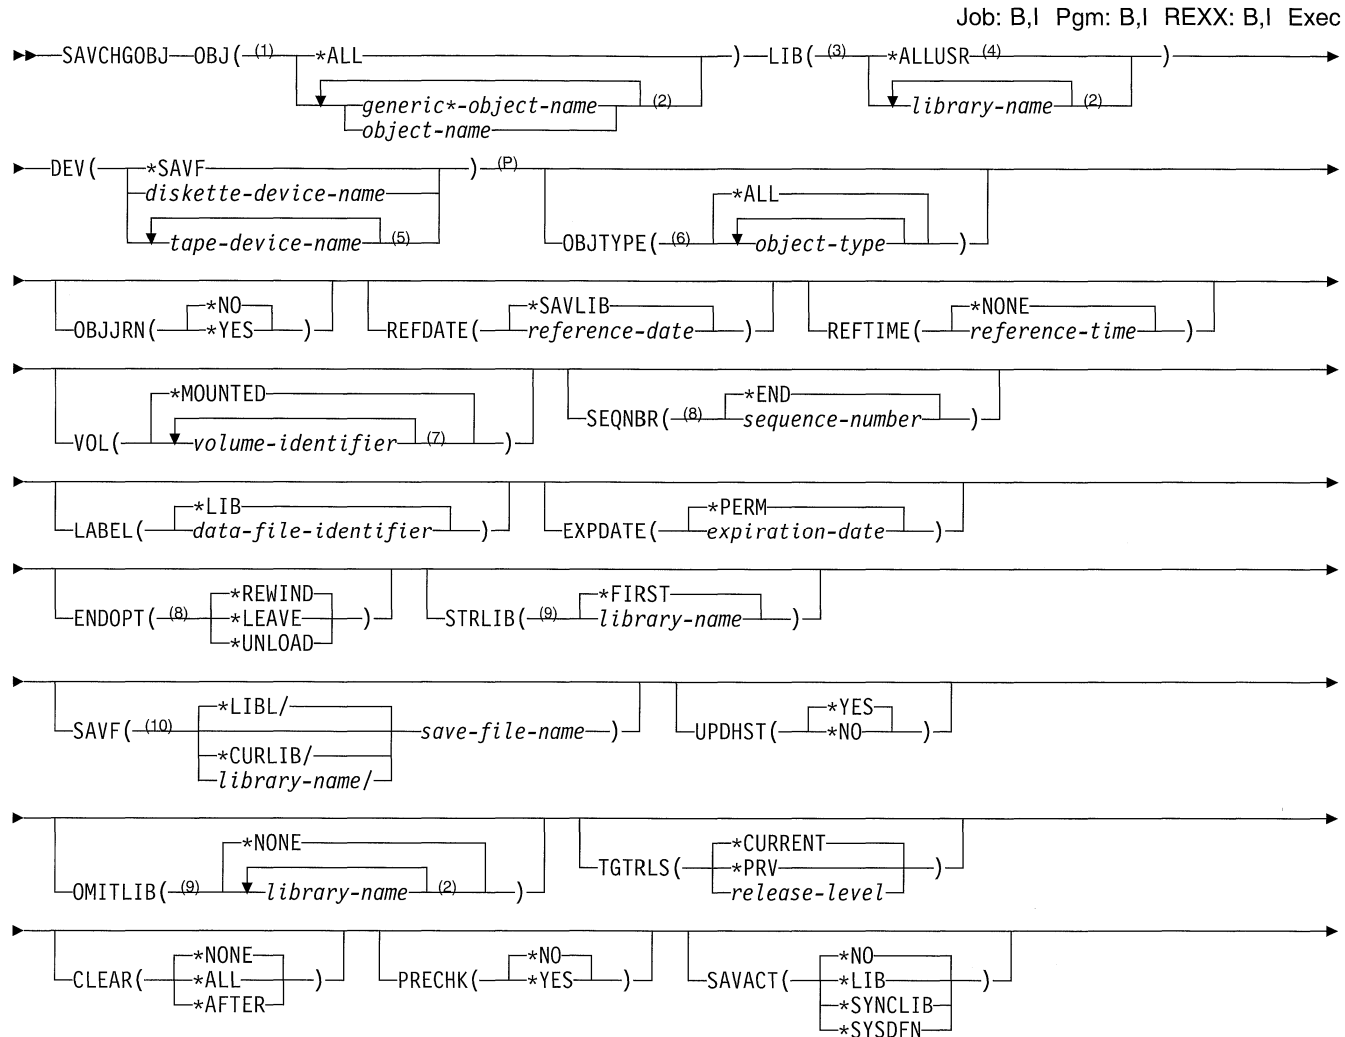 Job: B,I Pgm: B,I REXX: B,I Exec
SAVCHGOBJ OBJ( (1) *ALL ) LIB( (3) *ALLUSR (4) )
generic*-object-name (2) library-name (2)
object-name
DEV( *SAVF ) (P)
diskette-device-name *ALL
tape-device-name (5) OBJTYPE( (6) object-type )
*NO *SAVLIB *NONE
OBJJRN( *YES ) REFDATE( reference-date ) REFTIME( reference-time )
*MOUNTED *END
VOL( volume-identifier (7) ) SEQNBR( (8) sequence-number )
*LIB *PERM
LABEL( data-file-identifier ) EXPDATE( expiration-date )
*REWIND *FIRST
ENDOPT( (8) *LEAVE ) STRLIB( (9) library-name )
*UNLOAD
*LIBL/ *YES
SAVF( (10) save-file-name ) UPDHST( *NO )
*CURLIB/
library-name/
*NONE *CURRENT
OMITLIB( (9) library-name (2) ) TGTRLS( *PRV )
release-level
*NONE *NO *NO
CLEAR( *ALL ) PRECHK( *YES ) SAVACT( *LIB )
*AFTER *SYNCLIB
*SYSDFN